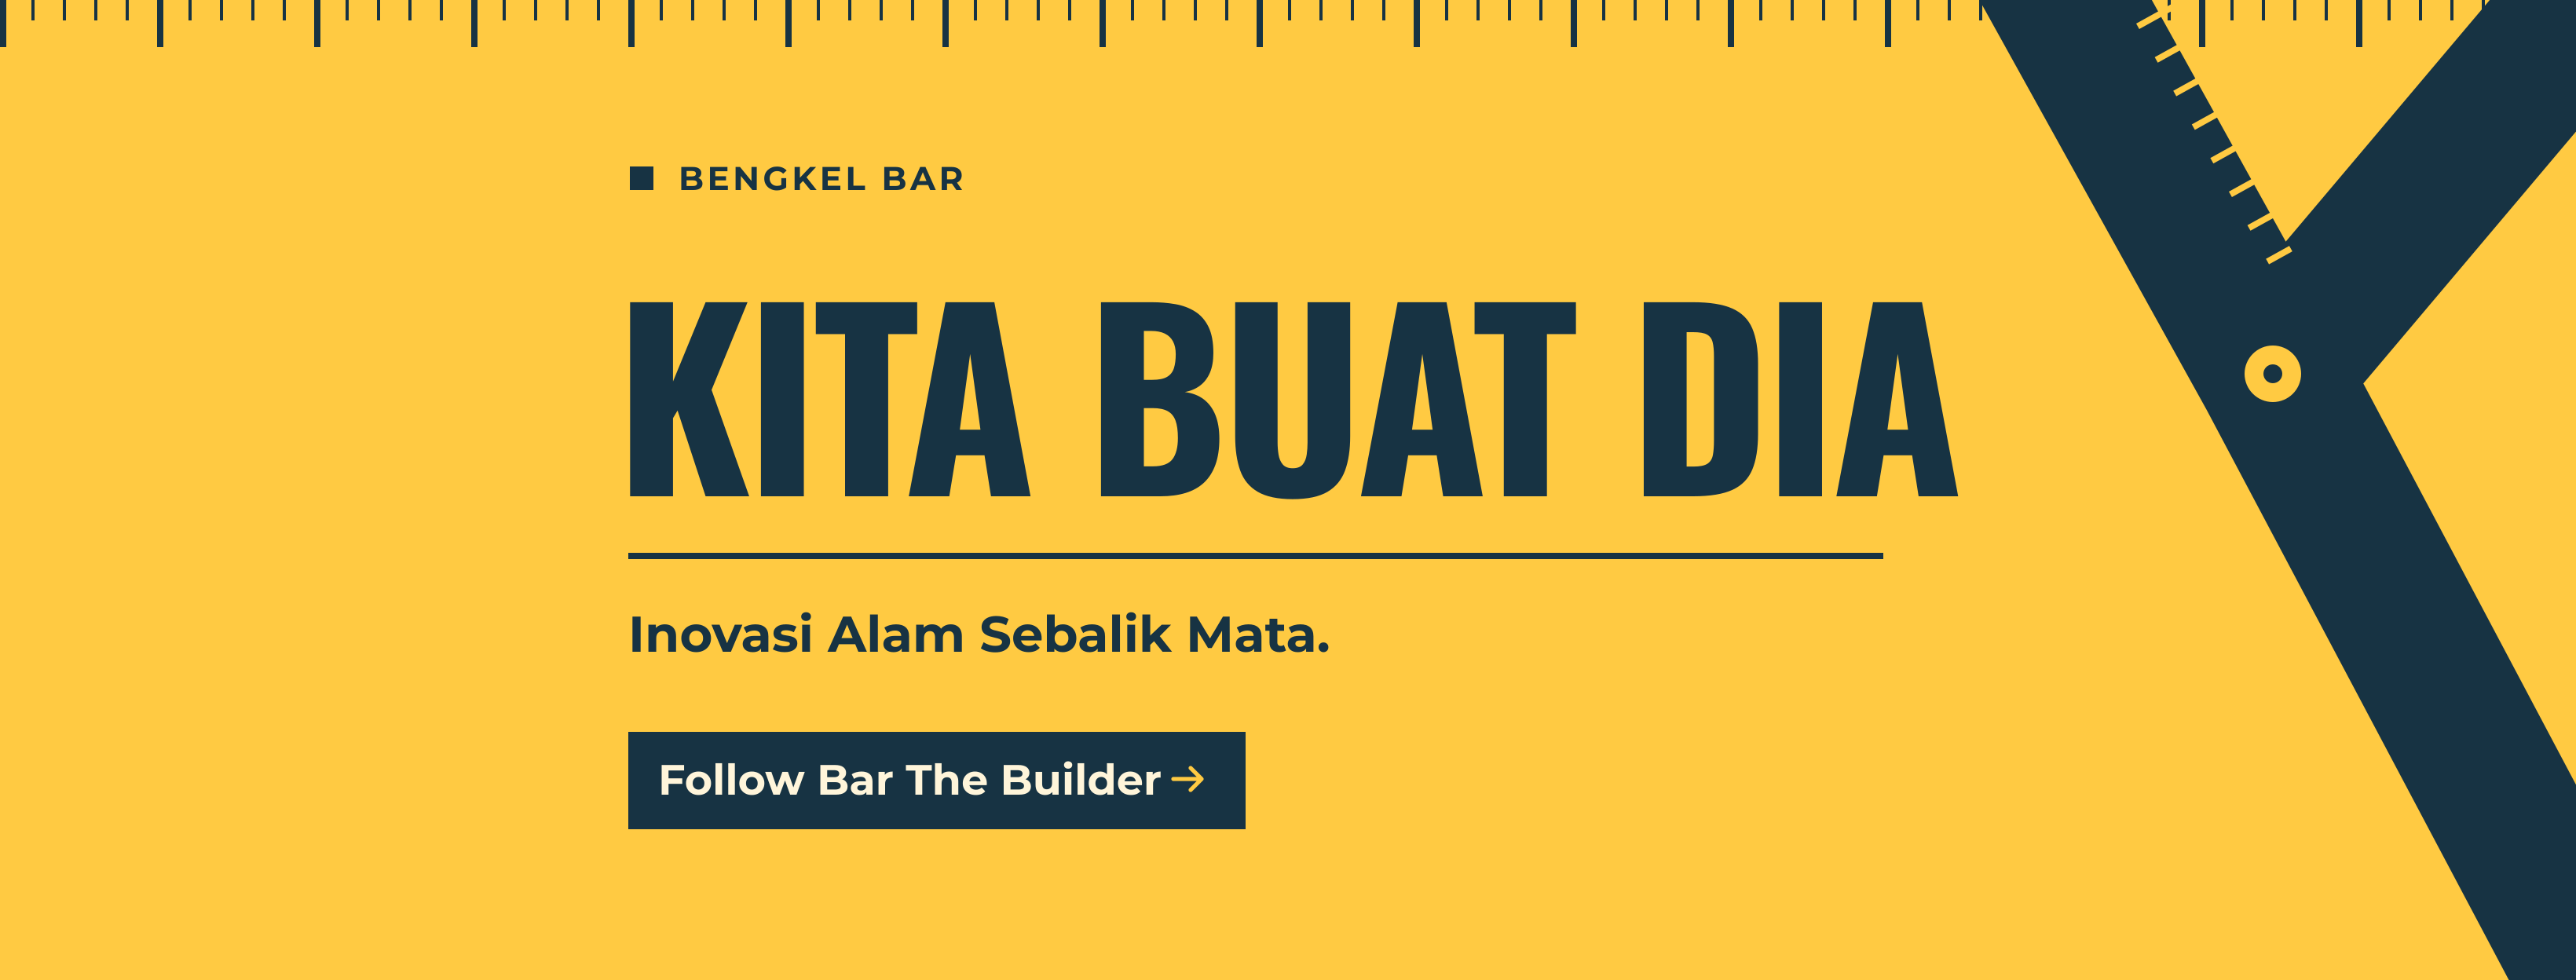 BENGKEL BAR
KITA BUAT DIA
Inovasi Alam Sebalik Mata.
Follow Bar The Builder →